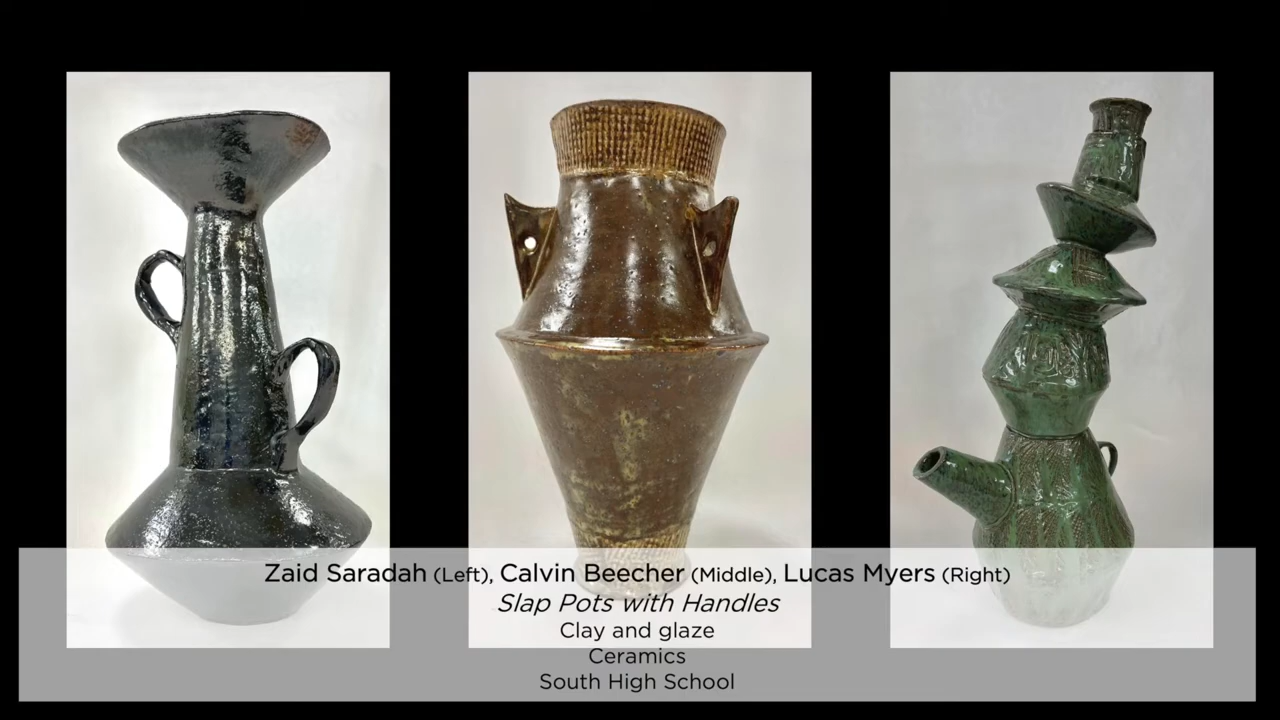 Zaid Saradah (Left), Calvin Beecher (Middle), Lucas Myers (Right)
Slap Pots with Handles
Clay and glaze
Ceramics
South High School